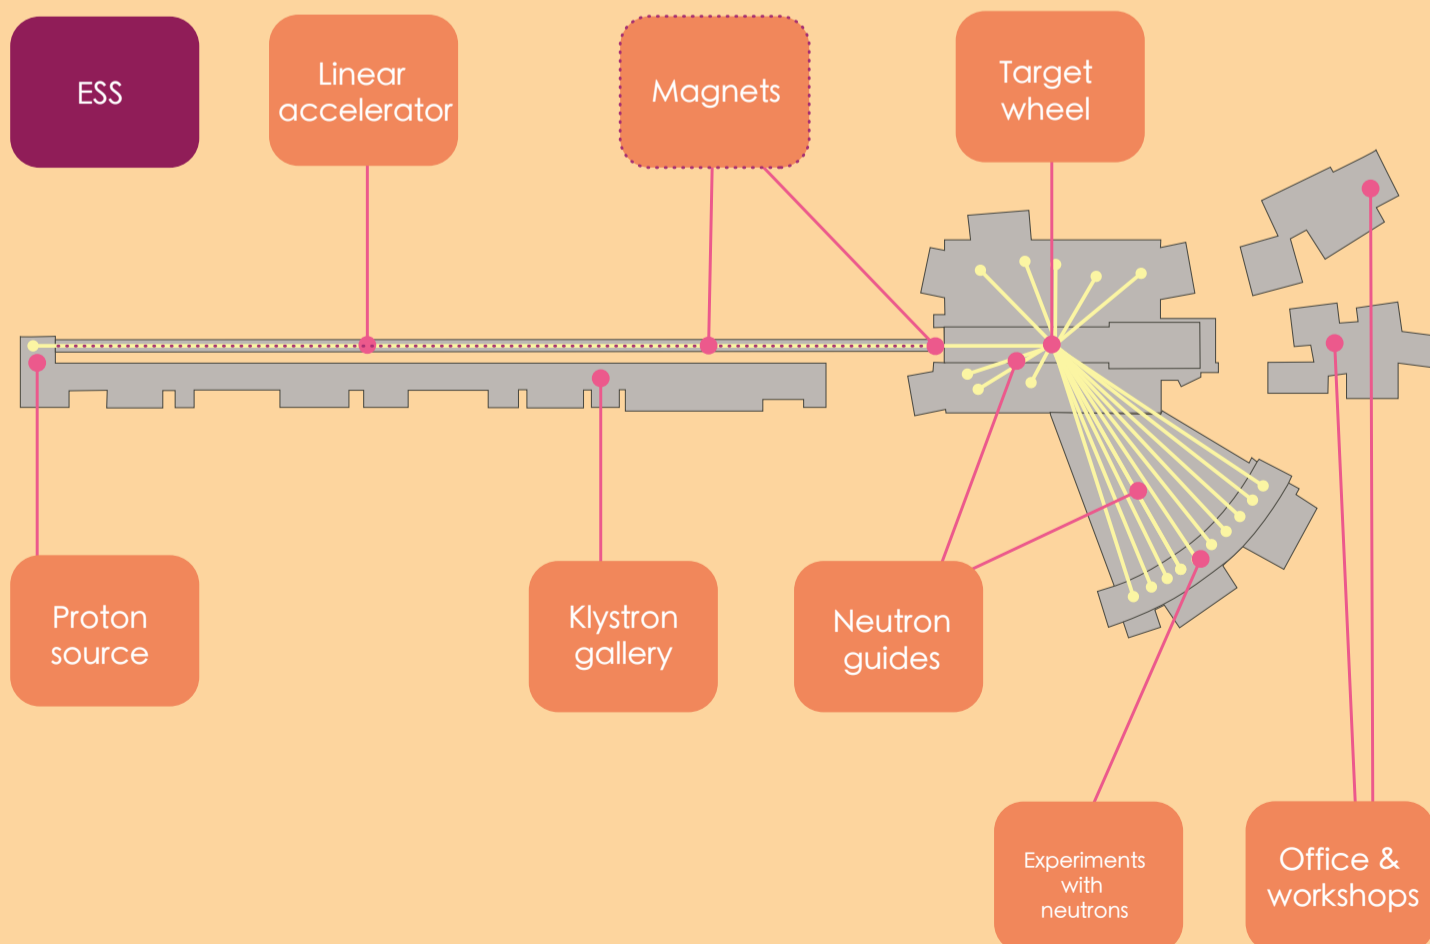 ESS
Linear
accelerator
Magnets
Target
wheel
Proton
source
Klystron
gallery
Neutron
guides
Experiments
with
neutrons
Office &
workshops